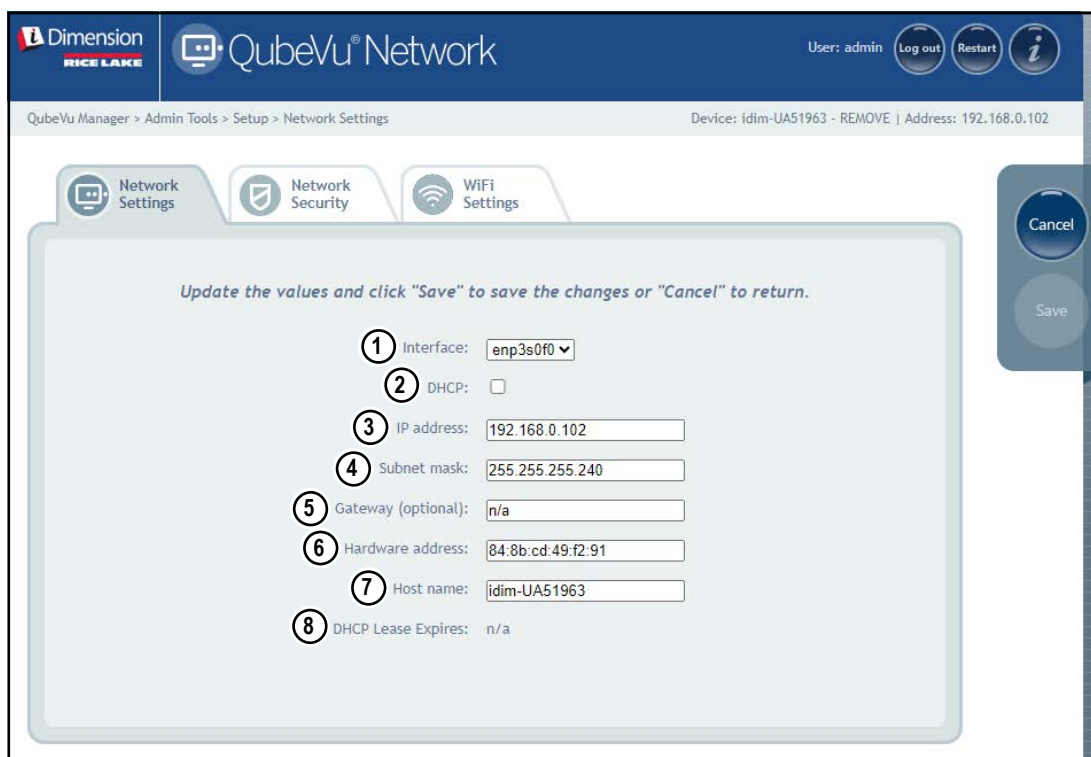 i Dimension
RICE LAKE
QubeVu® Network
User: admin
Log out
Restart
i
QubeVu Manager > Admin Tools > Setup > Network Settings
Device: idim-UA51963 - REMOVE | Address: 192.168.0.102
Network
Settings
Network
Security
WiFi
Settings
Cancel
Save
Update the values and click "Save" to save the changes or "Cancel" to return.
1 Interface: enp3s0f0
2 DHCP:
3 IP address: 192.168.0.102
4 Subnet mask: 255.255.255.240
5 Gateway (optional): n/a
6 Hardware address: 84:8b:cd:49:f2:91
7 Host name: idim-UA51963
8 DHCP Lease Expires: n/a